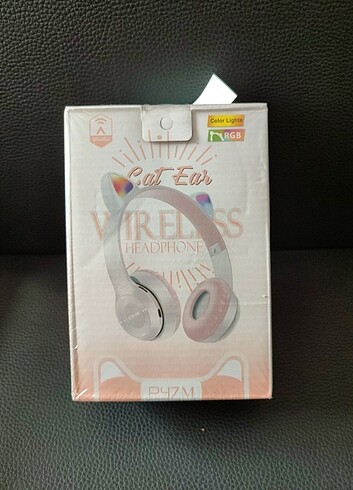 Color Lights
RGB
Cat Ear
WIRELESS
HEADPHONE
P47M